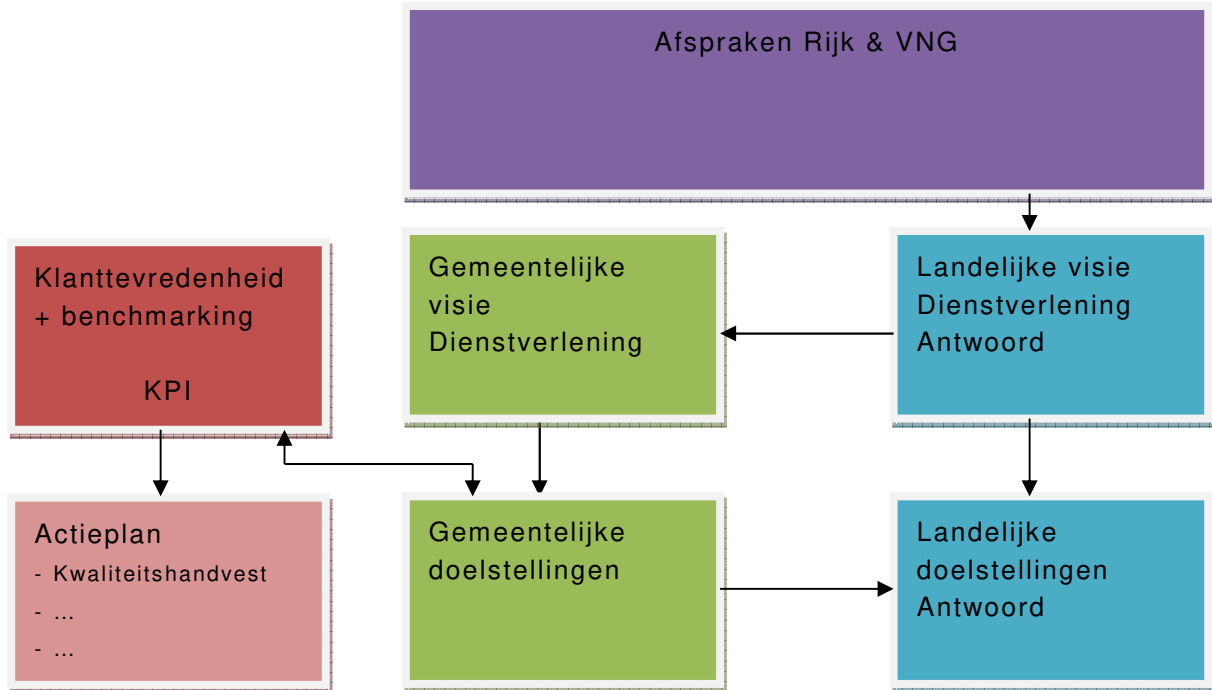 Afspraken Rijk & VNG
Klanttevredenheid
+ benchmarking
KPI
Gemeentelijke
visie
Dienstverlening
Landelijke visie
Dienstverlening
Antwoord
Actieplan
- Kwaliteitshandvest
- ...
- ...
Gemeentelijke
doelstellingen
Landelijke
doelstellingen
Antwoord